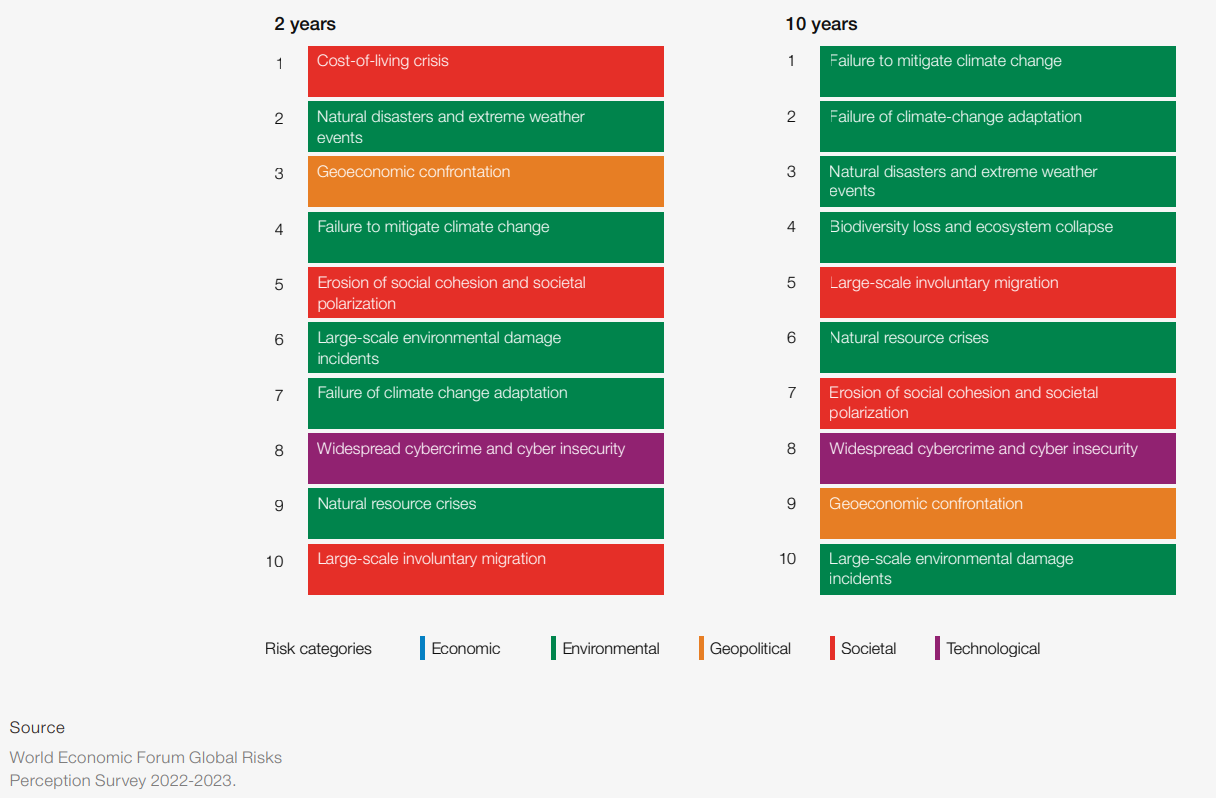 2 years
1
Cost-of-living crisis
2
Natural disasters and extreme weather
events
3
Geoeconomic confrontation
4
Failure to mitigate climate change
5
Erosion of social cohesion and societal
polarization
6
Large-scale environmental damage
incidents
7
Failure of climate change adaptation
8
Widespread cybercrime and cyber insecurity
9
Natural resource crises
10
Large-scale involuntary migration
10 years
1
Failure to mitigate climate change
2
Failure of climate-change adaptation
3
Natural disasters and extreme weather
events
4
Biodiversity loss and ecosystem collapse
5
Large-scale involuntary migration
6
Natural resource crises
7
Erosion of social cohesion and societal
polarization
8
Widespread cybercrime and cyber insecurity
9
Geoeconomic confrontation
10
Large-scale environmental damage
incidents
Risk categories
Economic
Environmental
Geopolitical
Societal
Technological
Source
World Economic Forum Global Risks
Perception Survey 2022-2023.